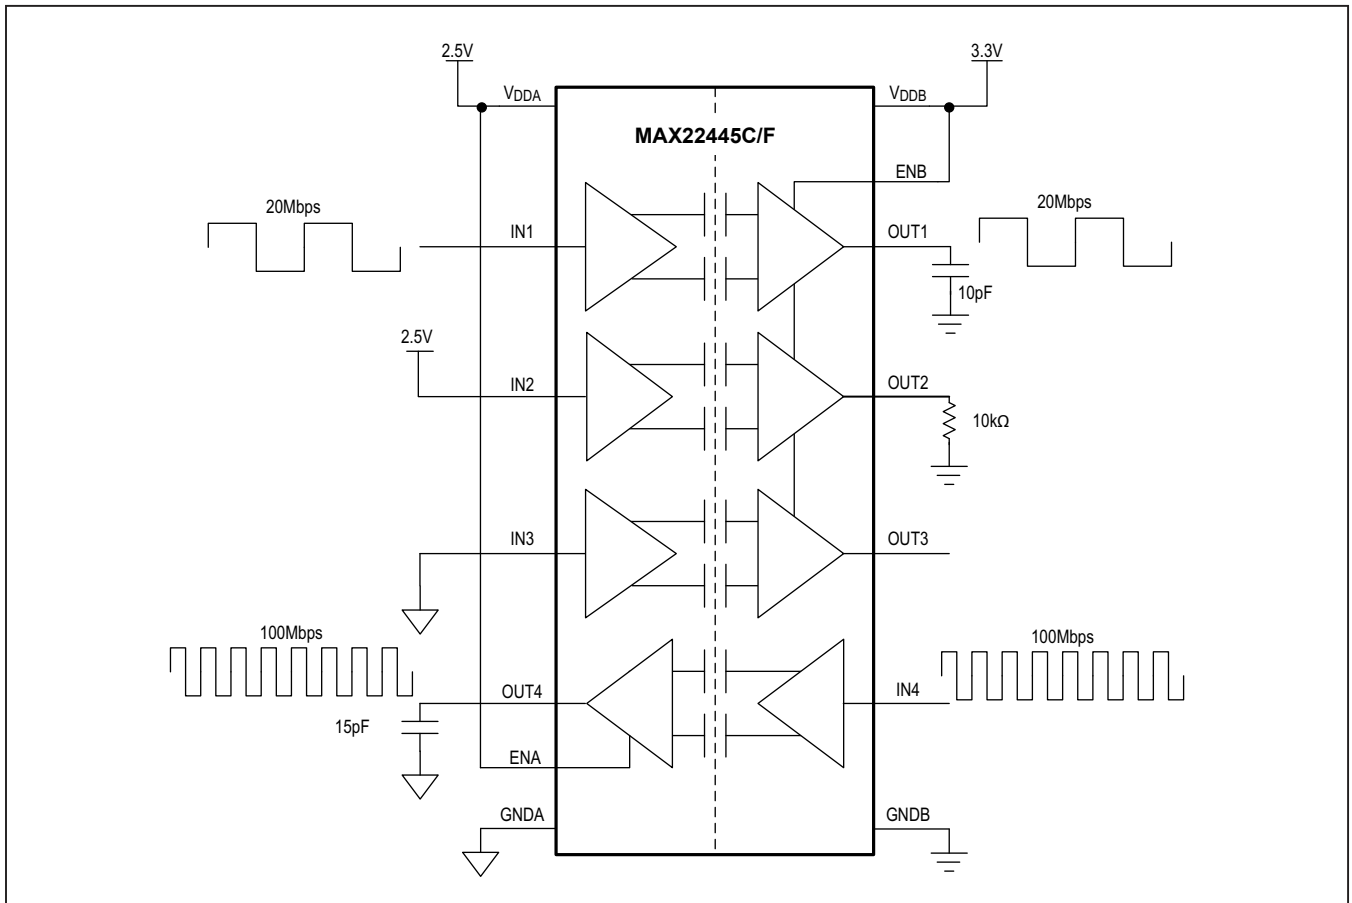 2.5V
3.3V
VDDA
VDDB
MAX22445C/F
ENB
20Mbps
20Mbps
IN1
OUT1
10pF
2.5V
IN2
OUT2
10kΩ
IN3
OUT3
100Mbps
100Mbps
OUT4
IN4
15pF
ENA
GNDA
GNDB